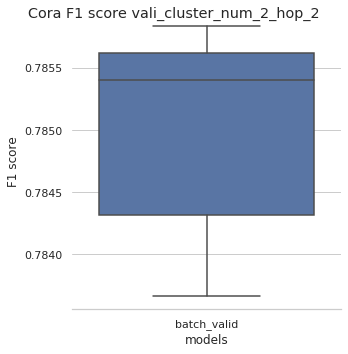 Cora F1 score vali_cluster_num_2_hop_2
0.7855
0.7850
0.7845
0.7840
F1 score
batch_valid
models